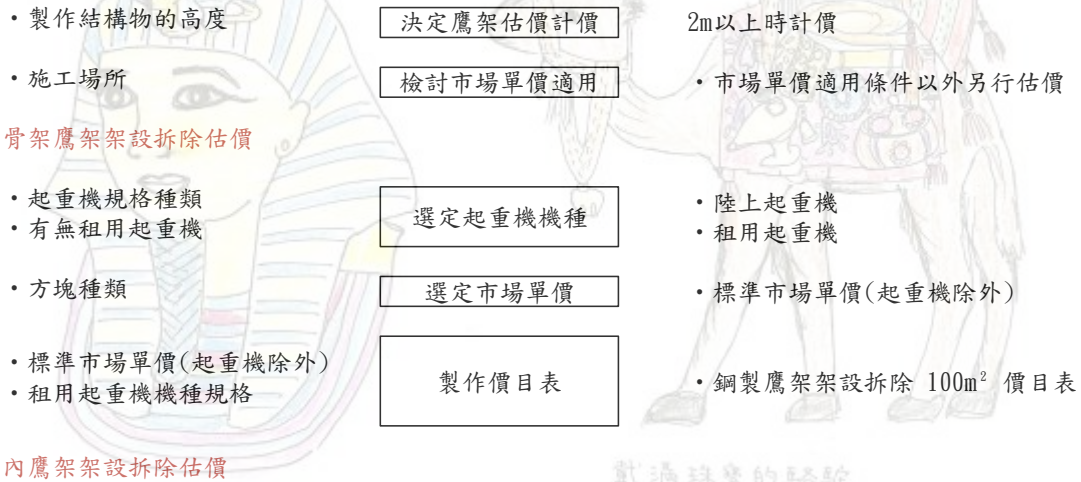 ・製作結構物的高度 決定鷹架估價計價 2m以上時計價
・施工場所 檢討市場單價適用 ・市場單價適用條件以外另行估價
骨架鷹架架設拆除估價
・起重機規格種類 選定起重機機種 ・陸上起重機
・有無租用起重機 ・租用起重機
・方塊種類 選定市場單價 ・標準市場單價(起重機除外)
・標準市場單價(起重機除外) 製作價目表 ・鋼製鷹架架設拆除 100m² 價目表
・租用起重機機種規格
內鷹架架設拆除估價
戴滿珠寶的駱駝